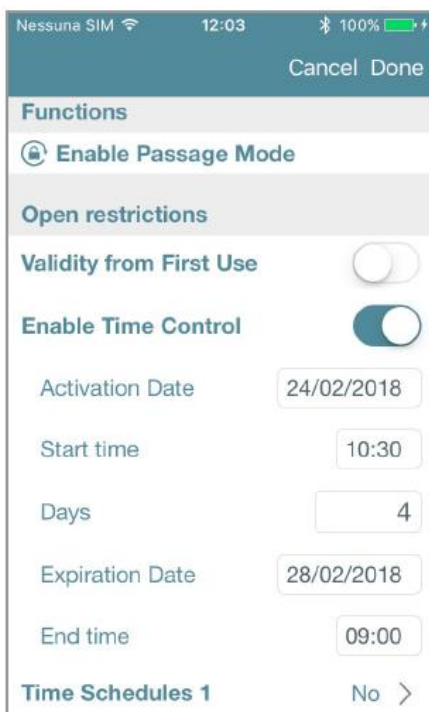 Nessuna SIM 12:03 100%
Cancel Done
Functions
Enable Passage Mode
Open restrictions
Validity from First Use
Enable Time Control
Activation Date 24/02/2018
Start time 10:30
Days 4
Expiration Date 28/02/2018
End time 09:00
Time Schedules 1 No >